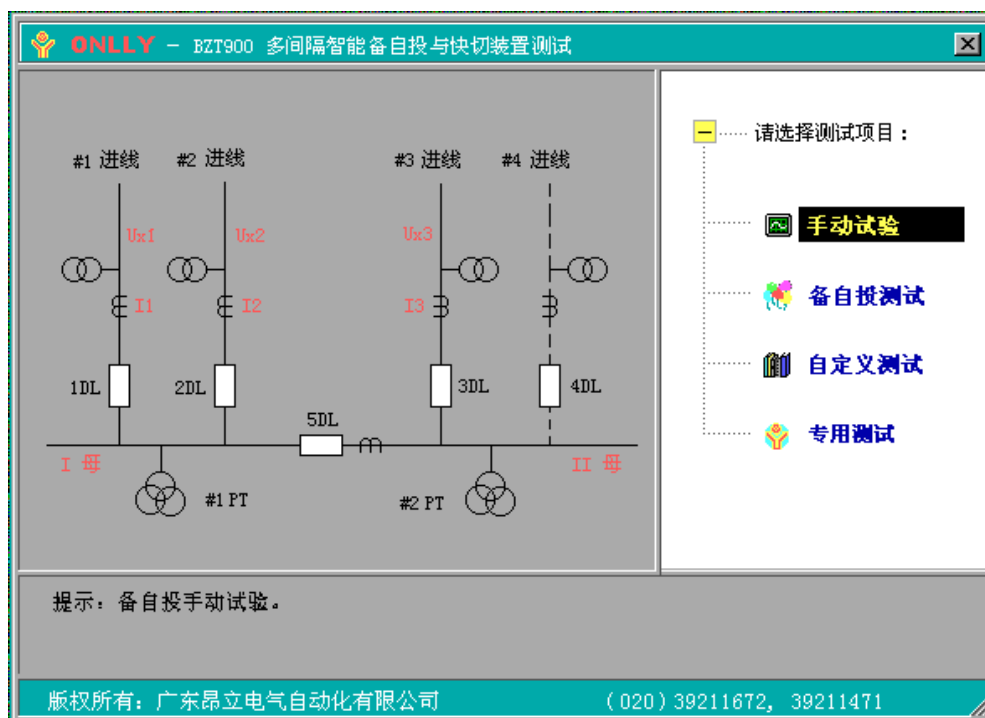 ONLLY - BZT900 多间隔智能备自投与快切装置测试
请选择测试项目：
#1 进线 #2 进线 #3 进线 #4 进线
手动试验
Ux1 Ux2 Ux3
I1 I2 I3
备自投测试
自定义测试
1DL 2DL 3DL 4DL
5DL
专用测试
I 母 II 母
#1 PT #2 PT
提示：备自投手动试验。
版权所有：广东昂立电气自动化有限公司 (020)39211672, 39211471